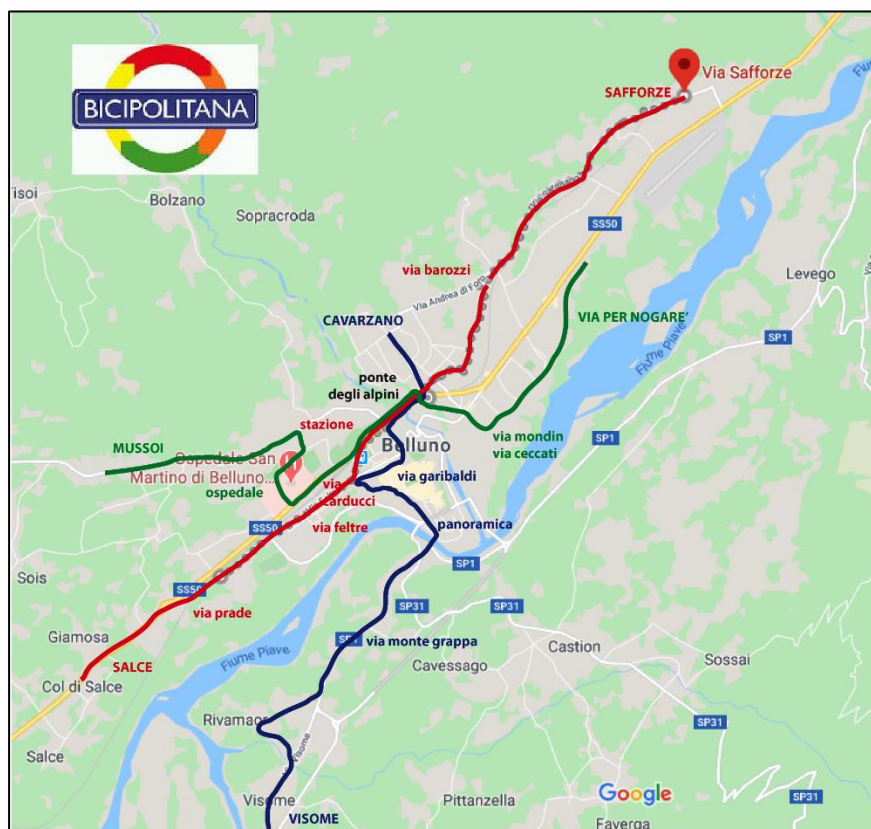 BICIPOLITANA
SAFFORZE
Via Safforze
Tisoi
Bolzano
Sopracroda
SS50
Levego
via barozzi
Via Andrea di Foro
CAVARZANO
VIA PER NOGARE'
Fiume Piave
SP1
ponte
degli alpini
stazione
MUSSOI
Belluno
via mondin
via ceccati
SP1
Ospedale San
Martino di Belluno...
ospedale
via garibaldi
via
carducci
via feltre
panoramica
SS50
SP1
Sois
SS50
SP31
SP31
via prade
via monte grappa
Giamosa
Castion
Sossai
Cavessago
Fiume Piave
SALCE
Col di Salce
Rivamaor
SP31
Salce
Visome
VISOME
Pittanzella
Google
SP31
Faverga